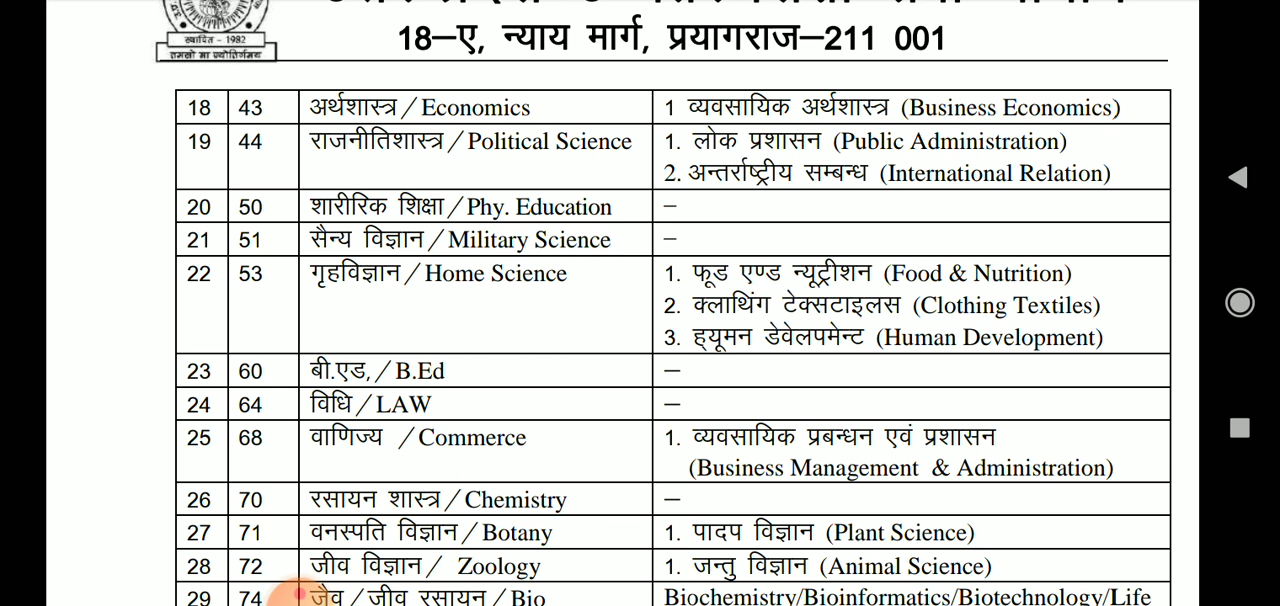 स्थापित - 1982
तमसो मा ज्योतिर्गमय
18–ए, न्याय मार्ग, प्रयागराज–211 001
18 43 अर्थशास्त्र / Economics 1 व्यवसायिक अर्थशास्त्र (Business Economics)
19 44 राजनीतिशास्त्र / Political Science 1. लोक प्रशासन (Public Administration)
2. अन्तर्राष्ट्रीय सम्बन्ध (International Relation)
20 50 शारीरिक शिक्षा / Phy. Education –
21 51 सैन्य विज्ञान / Military Science –
22 53 गृहविज्ञान / Home Science 1. फूड एण्ड न्यूट्रीशन (Food & Nutrition)
2. क्लाथिंग टेक्सटाइलस (Clothing Textiles)
3. ह्यूमन डेवेलपमेन्ट (Human Development)
23 60 बी.एड, / B.Ed –
24 64 विधि / LAW –
25 68 वाणिज्य / Commerce 1. व्यवसायिक प्रबन्धन एवं प्रशासन
(Business Management & Administration)
26 70 रसायन शास्त्र / Chemistry –
27 71 वनस्पति विज्ञान / Botany 1. पादप विज्ञान (Plant Science)
28 72 जीव विज्ञान / Zoology 1. जन्तु विज्ञान (Animal Science)
29 74 जैव / जीव रसायन / Bio Biochemistry/Bioinformatics/Biotechnology/Life